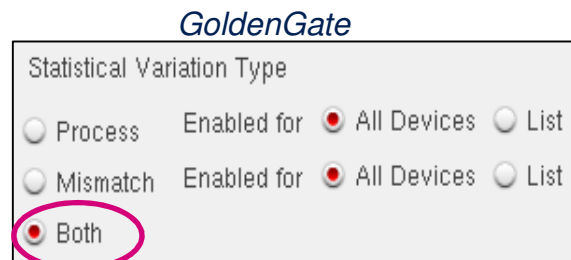 GoldenGate
Statistical Variation Type
Process Enabled for All Devices List
Mismatch Enabled for All Devices List
Both